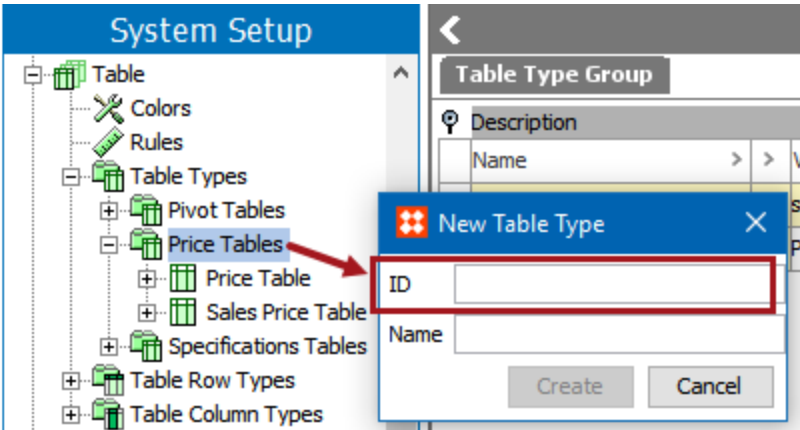 System Setup
Table
Colors
Rules
Table Types
Pivot Tables
Price Tables
Price Table
Sales Price Table
Specifications Tables
Table Row Types
Table Column Types
Table Type Group
Description
Name > >
New Table Type
ID
Name
Create Cancel